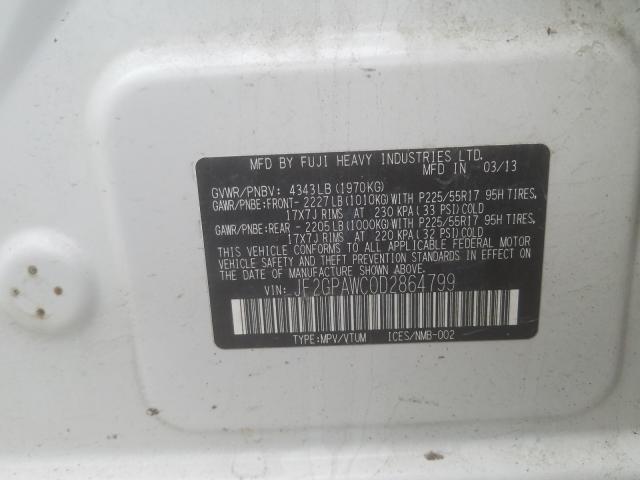 MFD BY FUJI HEAVY INDUSTRIES LTD.
MFD IN 03/13
GVWR/PNBV: 4343LB(1970KG)
GAWR/PNBE:FRONT- 2227LB(1010KG)WITH P225/55R17 95H TIRES,
17X7J RIMS AT 230 KPA(33 PSI)COLD
GAWR/PNBE:REAR - 2205LB(1000KG)WITH P225/55R17 95H TIRES,
17X7J RIMS AT 220 KPA(32 PSI)COLD
THIS VEHICLE CONFORMS TO ALL APPLICABLE FEDERAL MOTOR
VEHICLE SAFETY AND THEFT PREVENTION STANDARDS IN EFFECT ON
THE DATE OF MANUFACTURE SHOWN ABOVE.
VIN: JF2GPAWC0D2864799
TYPE:MPV/VTUM ICES/NMB-002